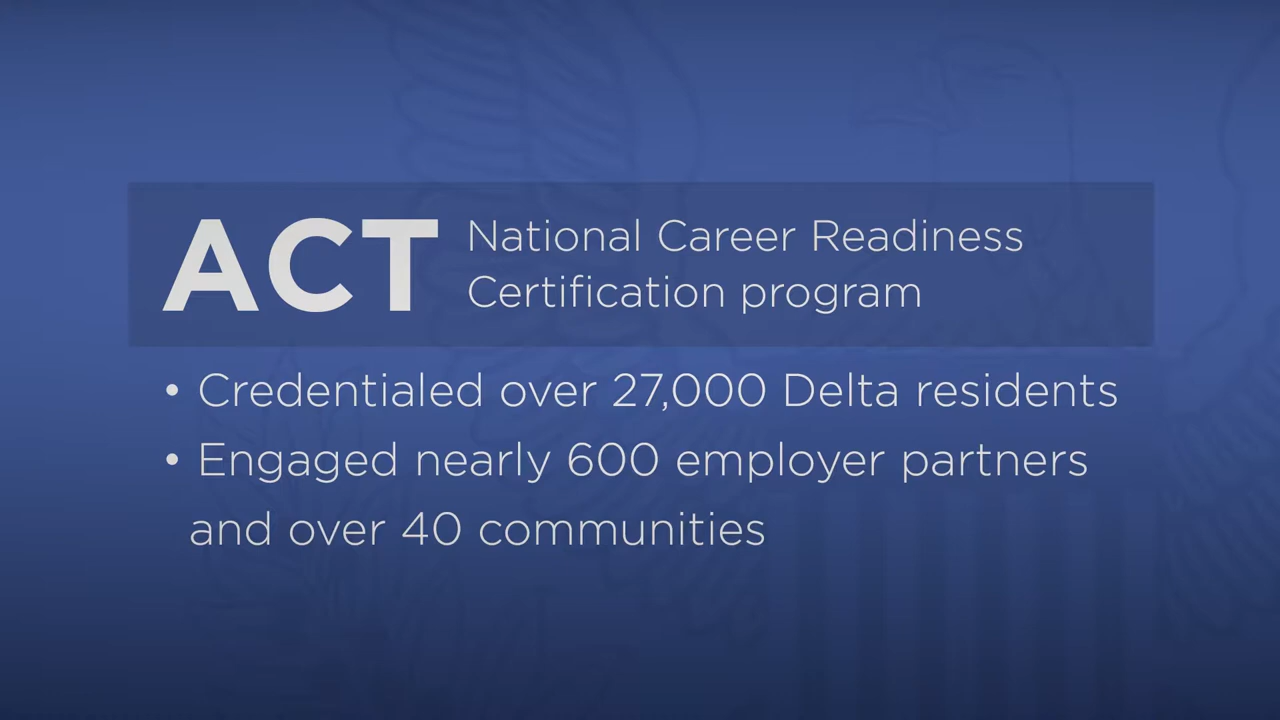 ACT
National Career Readiness
Certification program
• Credentialed over 27,000 Delta residents
• Engaged nearly 600 employer partners
and over 40 communities